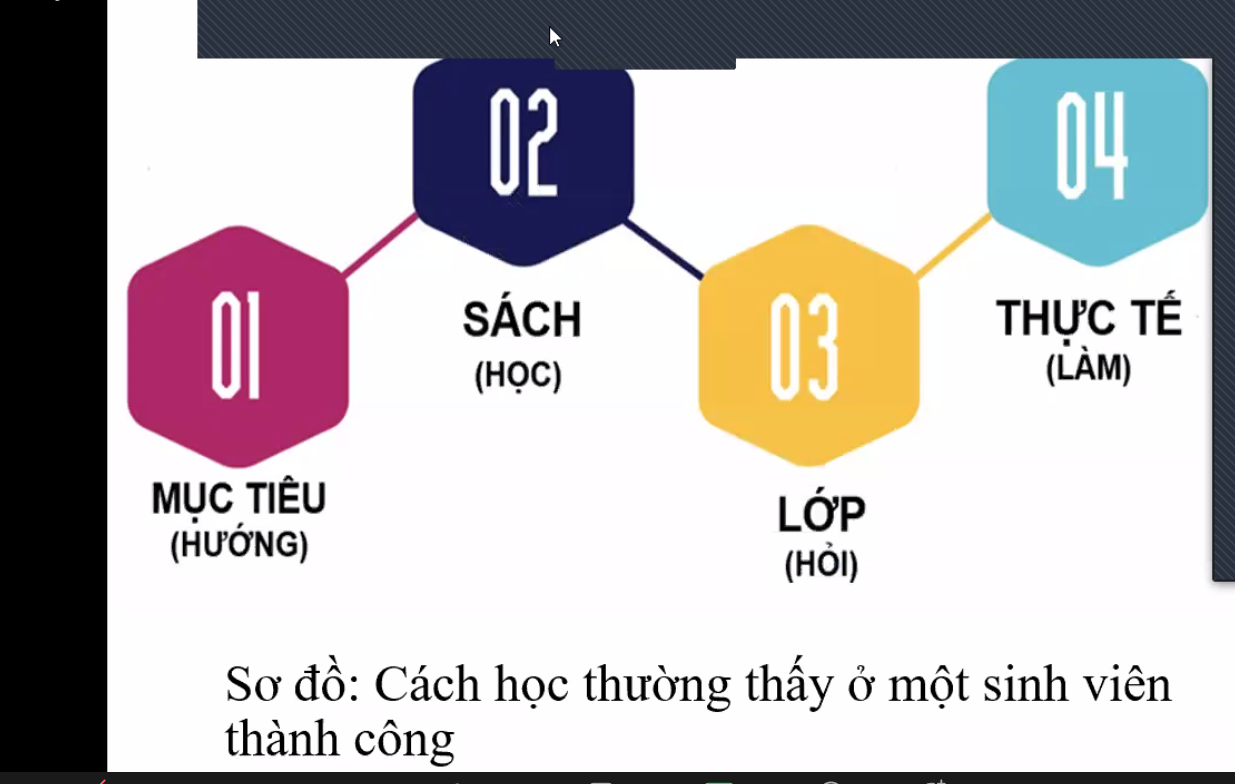 01
MỤC TIÊU
(HƯỚNG)
02
SÁCH
(HỌC)
03
LỚP
(HỎI)
04
THỰC TẾ
(LÀM)
Sơ đồ: Cách học thường thấy ở một sinh viên
thành công